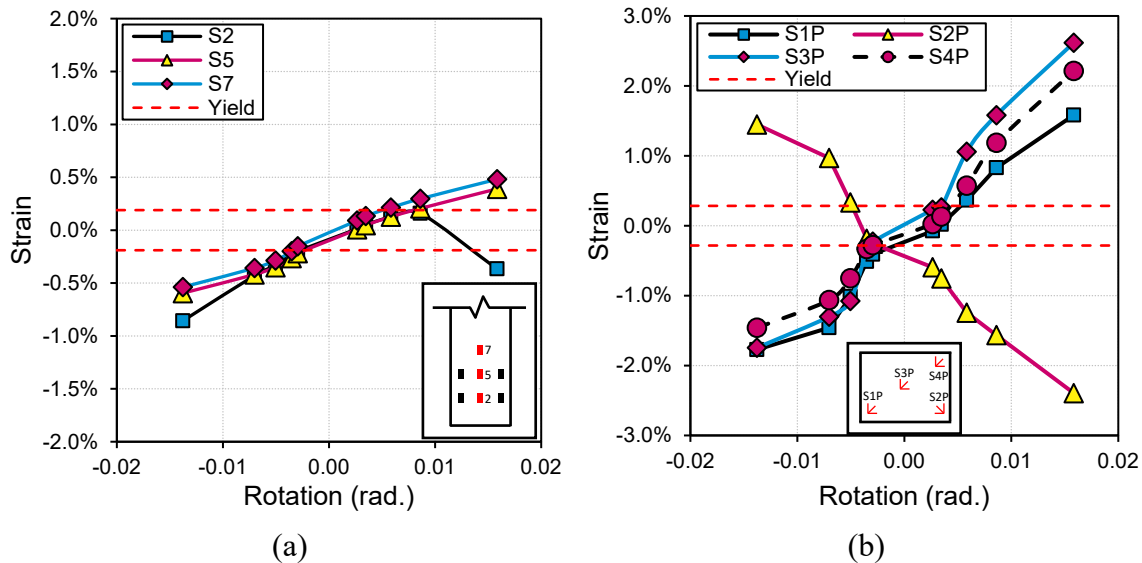 S2
S5
S7
Yield
2.0%
1.5%
1.0%
0.5%
0.0%
-0.5%
-1.0%
-1.5%
-2.0%
Strain
7
5
2
-0.02 -0.01 0.00 0.01 0.02
Rotation (rad.)
(a)
S1P S2P
S3P S4P
Yield
3.0%
2.0%
1.0%
0.0%
-1.0%
-2.0%
-3.0%
Strain
S3P S4P
S1P S2P
-0.02 -0.01 0.00 0.01 0.02
Rotation (rad.)
(b)